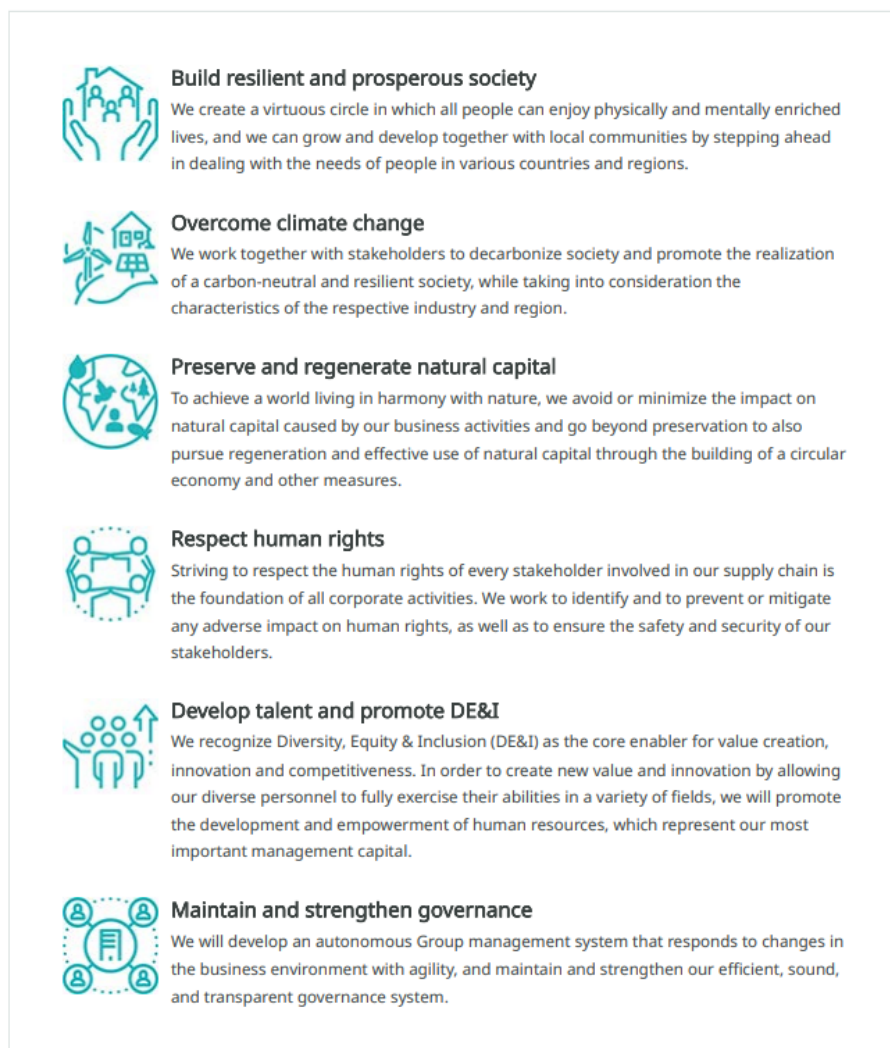 Build resilient and prosperous society
We create a virtuous circle in which all people can enjoy physically and mentally enriched
lives, and we can grow and develop together with local communities by stepping ahead
in dealing with the needs of people in various countries and regions.
Overcome climate change
We work together with stakeholders to decarbonize society and promote the realization
of a carbon-neutral and resilient society, while taking into consideration the
characteristics of the respective industry and region.
Preserve and regenerate natural capital
To achieve a world living in harmony with nature, we avoid or minimize the impact on
natural capital caused by our business activities and go beyond preservation to also
pursue regeneration and effective use of natural capital through the building of a circular
economy and other measures.
Respect human rights
Striving to respect the human rights of every stakeholder involved in our supply chain is
the foundation of all corporate activities. We work to identify and to prevent or mitigate
any adverse impact on human rights, as well as to ensure the safety and security of our
stakeholders.
Develop talent and promote DE&I
We recognize Diversity, Equity & Inclusion (DE&I) as the core enabler for value creation,
innovation and competitiveness. In order to create new value and innovation by allowing
our diverse personnel to fully exercise their abilities in a variety of fields, we will promote
the development and empowerment of human resources, which represent our most
important management capital.
Maintain and strengthen governance
We will develop an autonomous Group management system that responds to changes in
the business environment with agility, and maintain and strengthen our efficient, sound,
and transparent governance system.